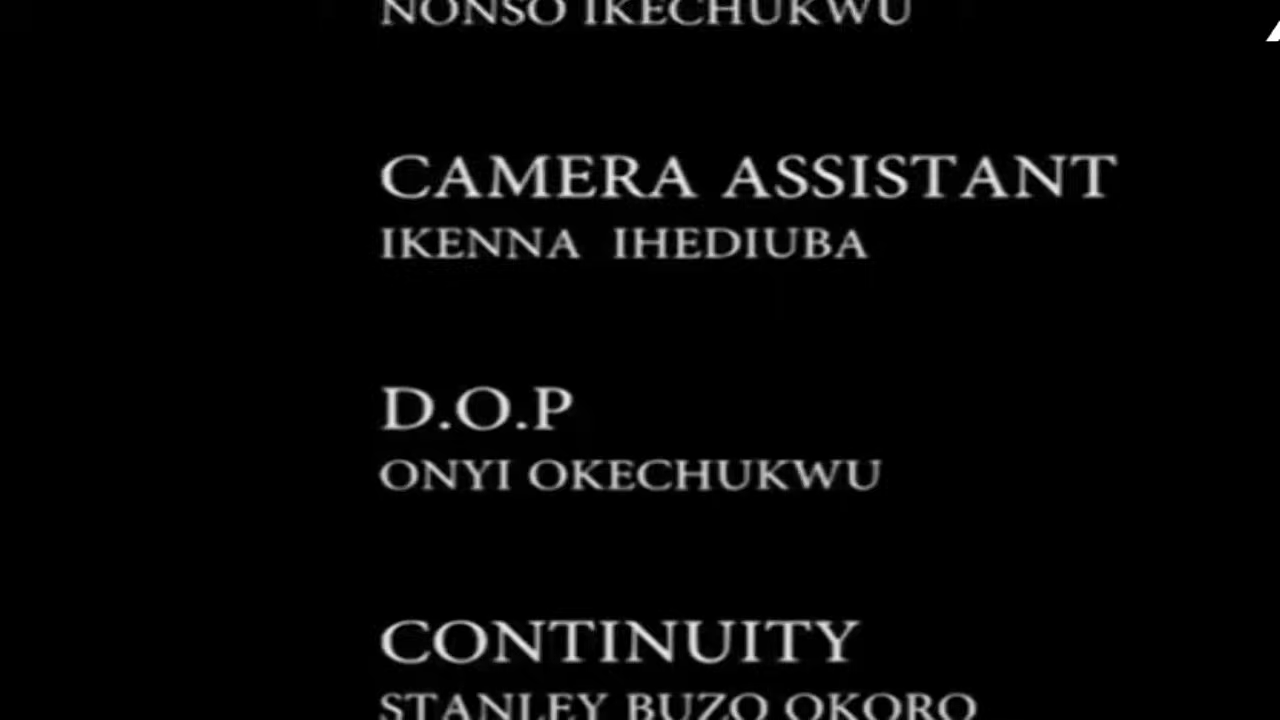 NONSO IKECHUKWU
CAMERA ASSISTANT
IKENNA IHEDIUBA
D.O.P
ONYI OKECHUKWU
CONTINUITY
STANLEY BUZO OKORO